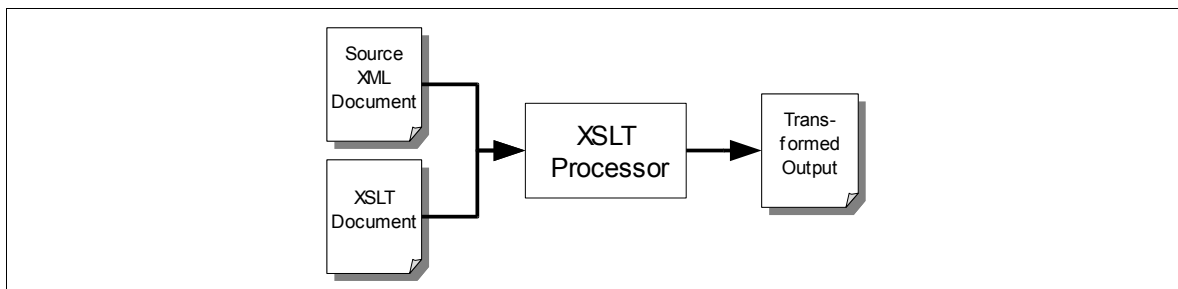 Source
XML
Document
XSLT
Document
XSLT
Processor
Trans-
formed
Output